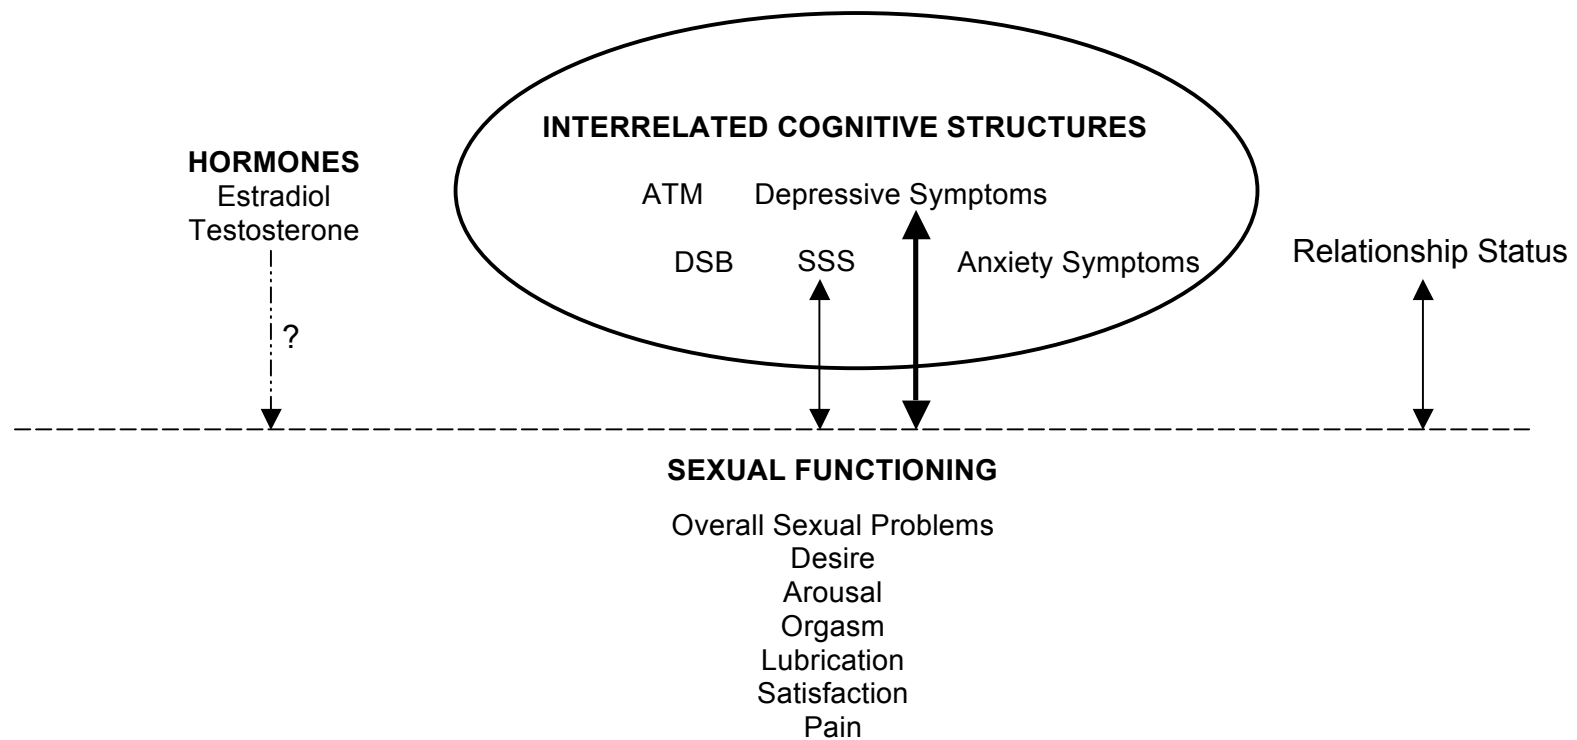 INTERRELATED COGNITIVE STRUCTURES
HORMONES
Estradiol
Testosterone
ATM Depressive Symptoms
DSB SSS Anxiety Symptoms
Relationship Status
?
SEXUAL FUNCTIONING
Overall Sexual Problems
Desire
Arousal
Orgasm
Lubrication
Satisfaction
Pain